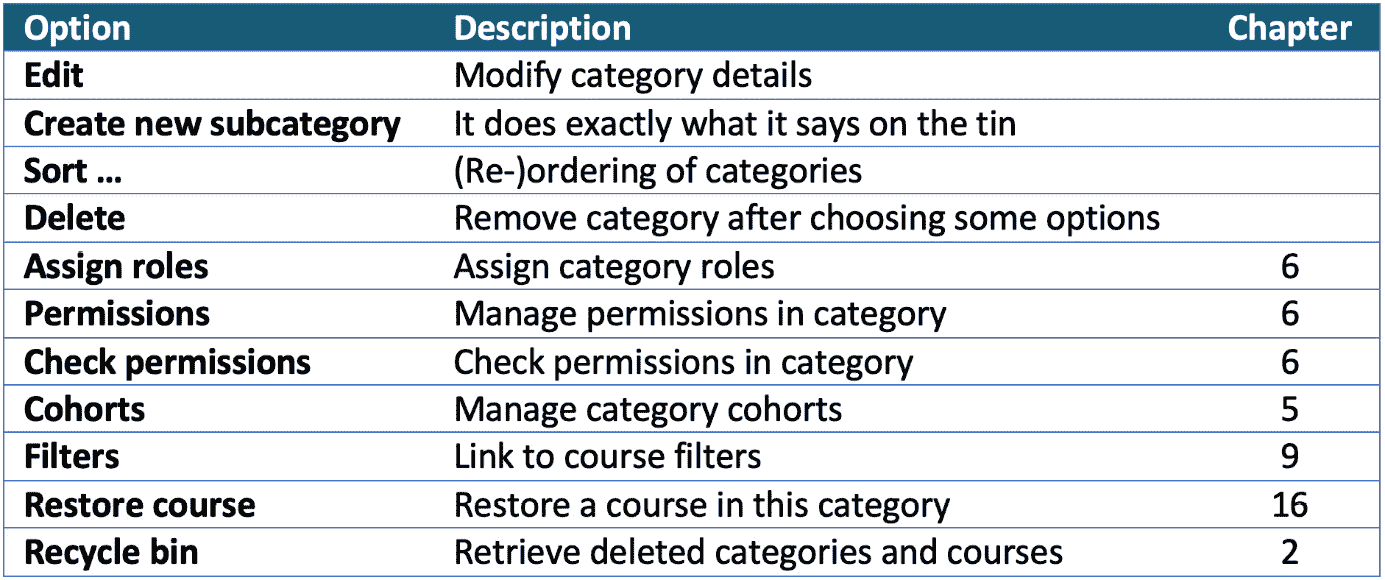 Option Description Chapter
Edit Modify category details
Create new subcategory It does exactly what it says on the tin
Sort ... (Re-)ordering of categories
Delete Remove category after choosing some options
Assign roles Assign category roles 6
Permissions Manage permissions in category 6
Check permissions Check permissions in category 6
Cohorts Manage category cohorts 5
Filters Link to course filters 9
Restore course Restore a course in this category 16
Recycle bin Retrieve deleted categories and courses 2